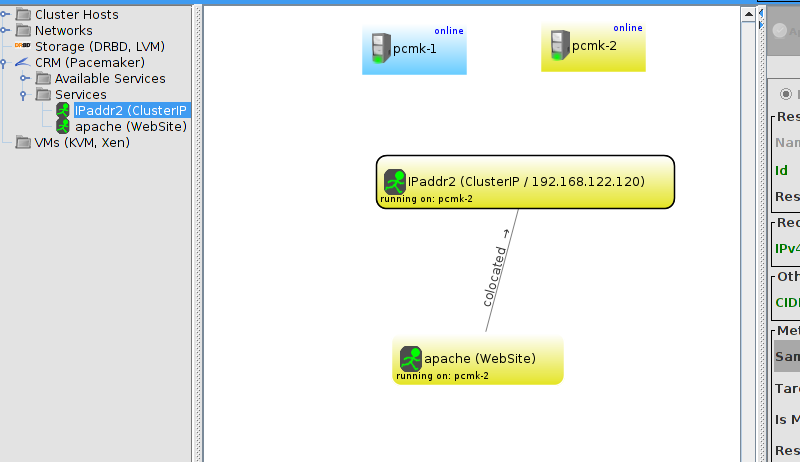 Cluster Hosts
Networks
Storage (DRBD, LVM)
CRM (Pacemaker)
Available Services
Services
IPaddr2 (ClusterIP
apache (WebSite)
VMs (KVM, Xen)
online
pcmk-1
online
pcmk-2
IPaddr2 (ClusterIP / 192.168.122.120)
running on: pcmk-2
colocated →
apache (WebSite)
running on: pcmk-2
Res
Nam
Id
Res
Rec
IPv4
Oth
CIDR
Met
Sam
Targ
Is M
Res